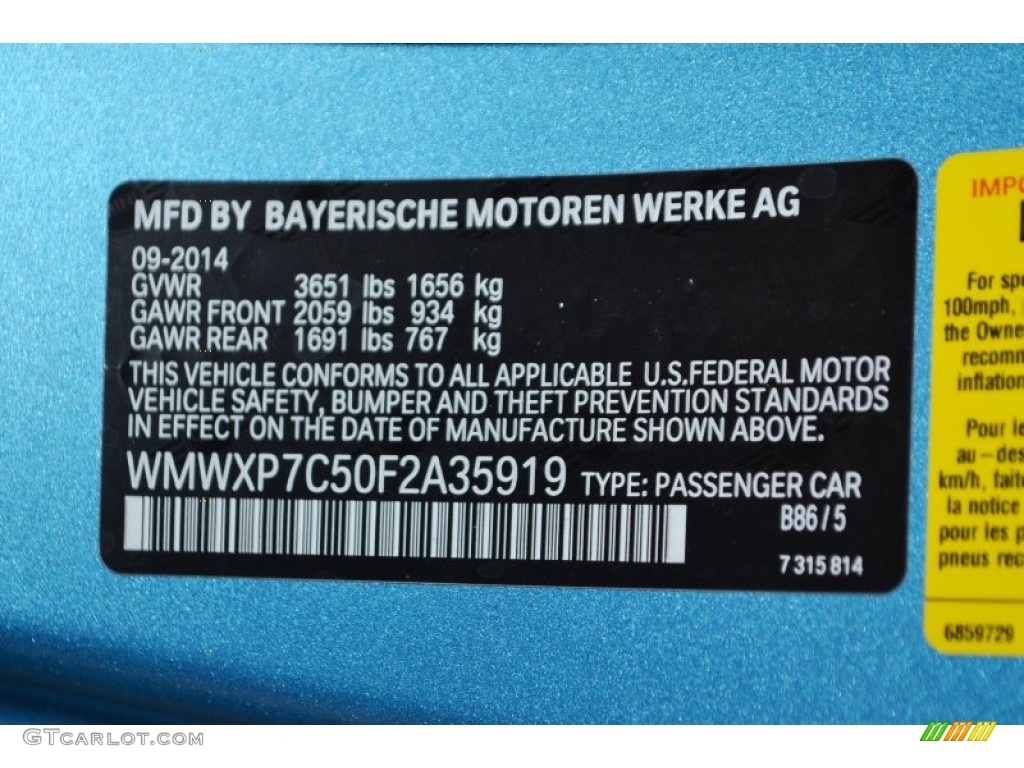 MFD BY BAYERISCHE MOTOREN WERKE AG
09-2014
GVWR 3651 lbs 1656 kg
GAWR FRONT 2059 lbs 934 kg
GAWR REAR 1691 lbs 767 kg
THIS VEHICLE CONFORMS TO ALL APPLICABLE U.S.FEDERAL MOTOR
VEHICLE SAFETY, BUMPER AND THEFT PREVENTION STANDARDS
IN EFFECT ON THE DATE OF MANUFACTURE SHOWN ABOVE.
WMWXP7C50F2A35919 TYPE: PASSENGER CAR
B86/5
7 315 814
For
100mph,
the Owne
recomm
inflation
Pour le
au-des
km/h, fait
la notice
pour les p
pneus rec
6859729
GTCarlot.com